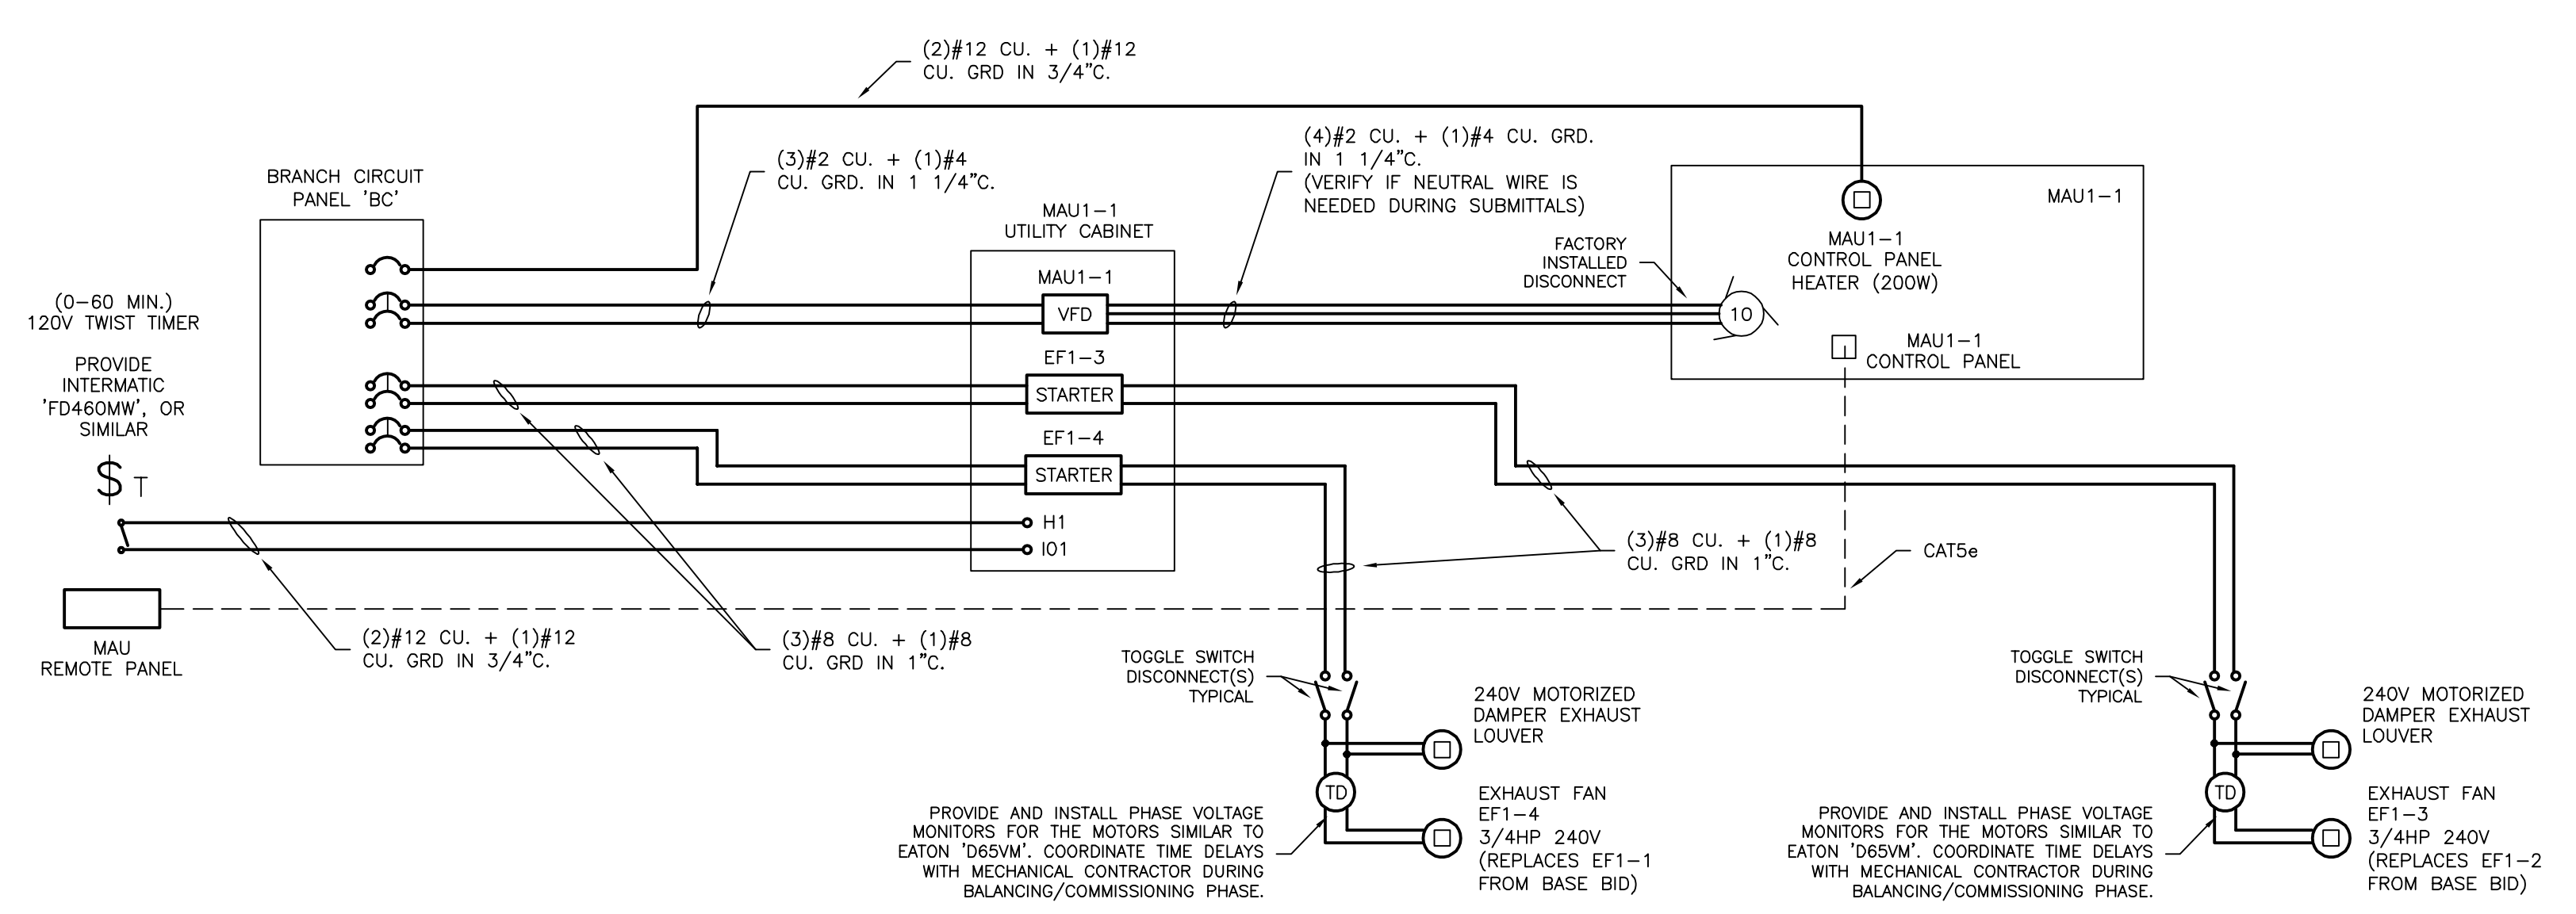 (2)#12 CU. + (1)#12
CU. GRD IN 3/4"C.
(3)#2 CU. + (1)#4
CU. GRD. IN 1 1/4"C.
(4)#2 CU. + (1)#4 CU. GRD.
IN 1 1/4"C.
(VERIFY IF NEUTRAL WIRE IS
NEEDED DURING SUBMITTALS)
BRANCH CIRCUIT
PANEL 'BC'
MAU1-1
UTILITY CABINET
MAU1-1
VFD
EF1-3
STARTER
EF1-4
STARTER
H1
I01
FACTORY
INSTALLED
DISCONNECT
10
MAU1-1
MAU1-1
CONTROL PANEL
HEATER (200W)
MAU1-1
CONTROL PANEL
(0-60 MIN.)
120V TWIST TIMER
PROVIDE
INTERMATIC
'FD460MW', OR
SIMILAR
$ T
MAU
REMOTE PANEL
(2)#12 CU. + (1)#12
CU. GRD IN 3/4"C.
(3)#8 CU. + (1)#8
CU. GRD IN 1"C.
(3)#8 CU. + (1)#8
CU. GRD IN 1"C.
CAT5e
TOGGLE SWITCH
DISCONNECT(S)
TYPICAL
240V MOTORIZED
DAMPER EXHAUST
LOUVER
TD
PROVIDE AND INSTALL PHASE VOLTAGE
MONITORS FOR THE MOTORS SIMILAR TO
EATON 'D65VM'. COORDINATE TIME DELAYS
WITH MECHANICAL CONTRACTOR DURING
BALANCING/COMMISSIONING PHASE.
EXHAUST FAN
EF1-4
3/4HP 240V
(REPLACES EF1-1
FROM BASE BID)
TOGGLE SWITCH
DISCONNECT(S)
TYPICAL
240V MOTORIZED
DAMPER EXHAUST
LOUVER
TD
PROVIDE AND INSTALL PHASE VOLTAGE
MONITORS FOR THE MOTORS SIMILAR TO
EATON 'D65VM'. COORDINATE TIME DELAYS
WITH MECHANICAL CONTRACTOR DURING
BALANCING/COMMISSIONING PHASE.
EXHAUST FAN
EF1-3
3/4HP 240V
(REPLACES EF1-2
FROM BASE BID)